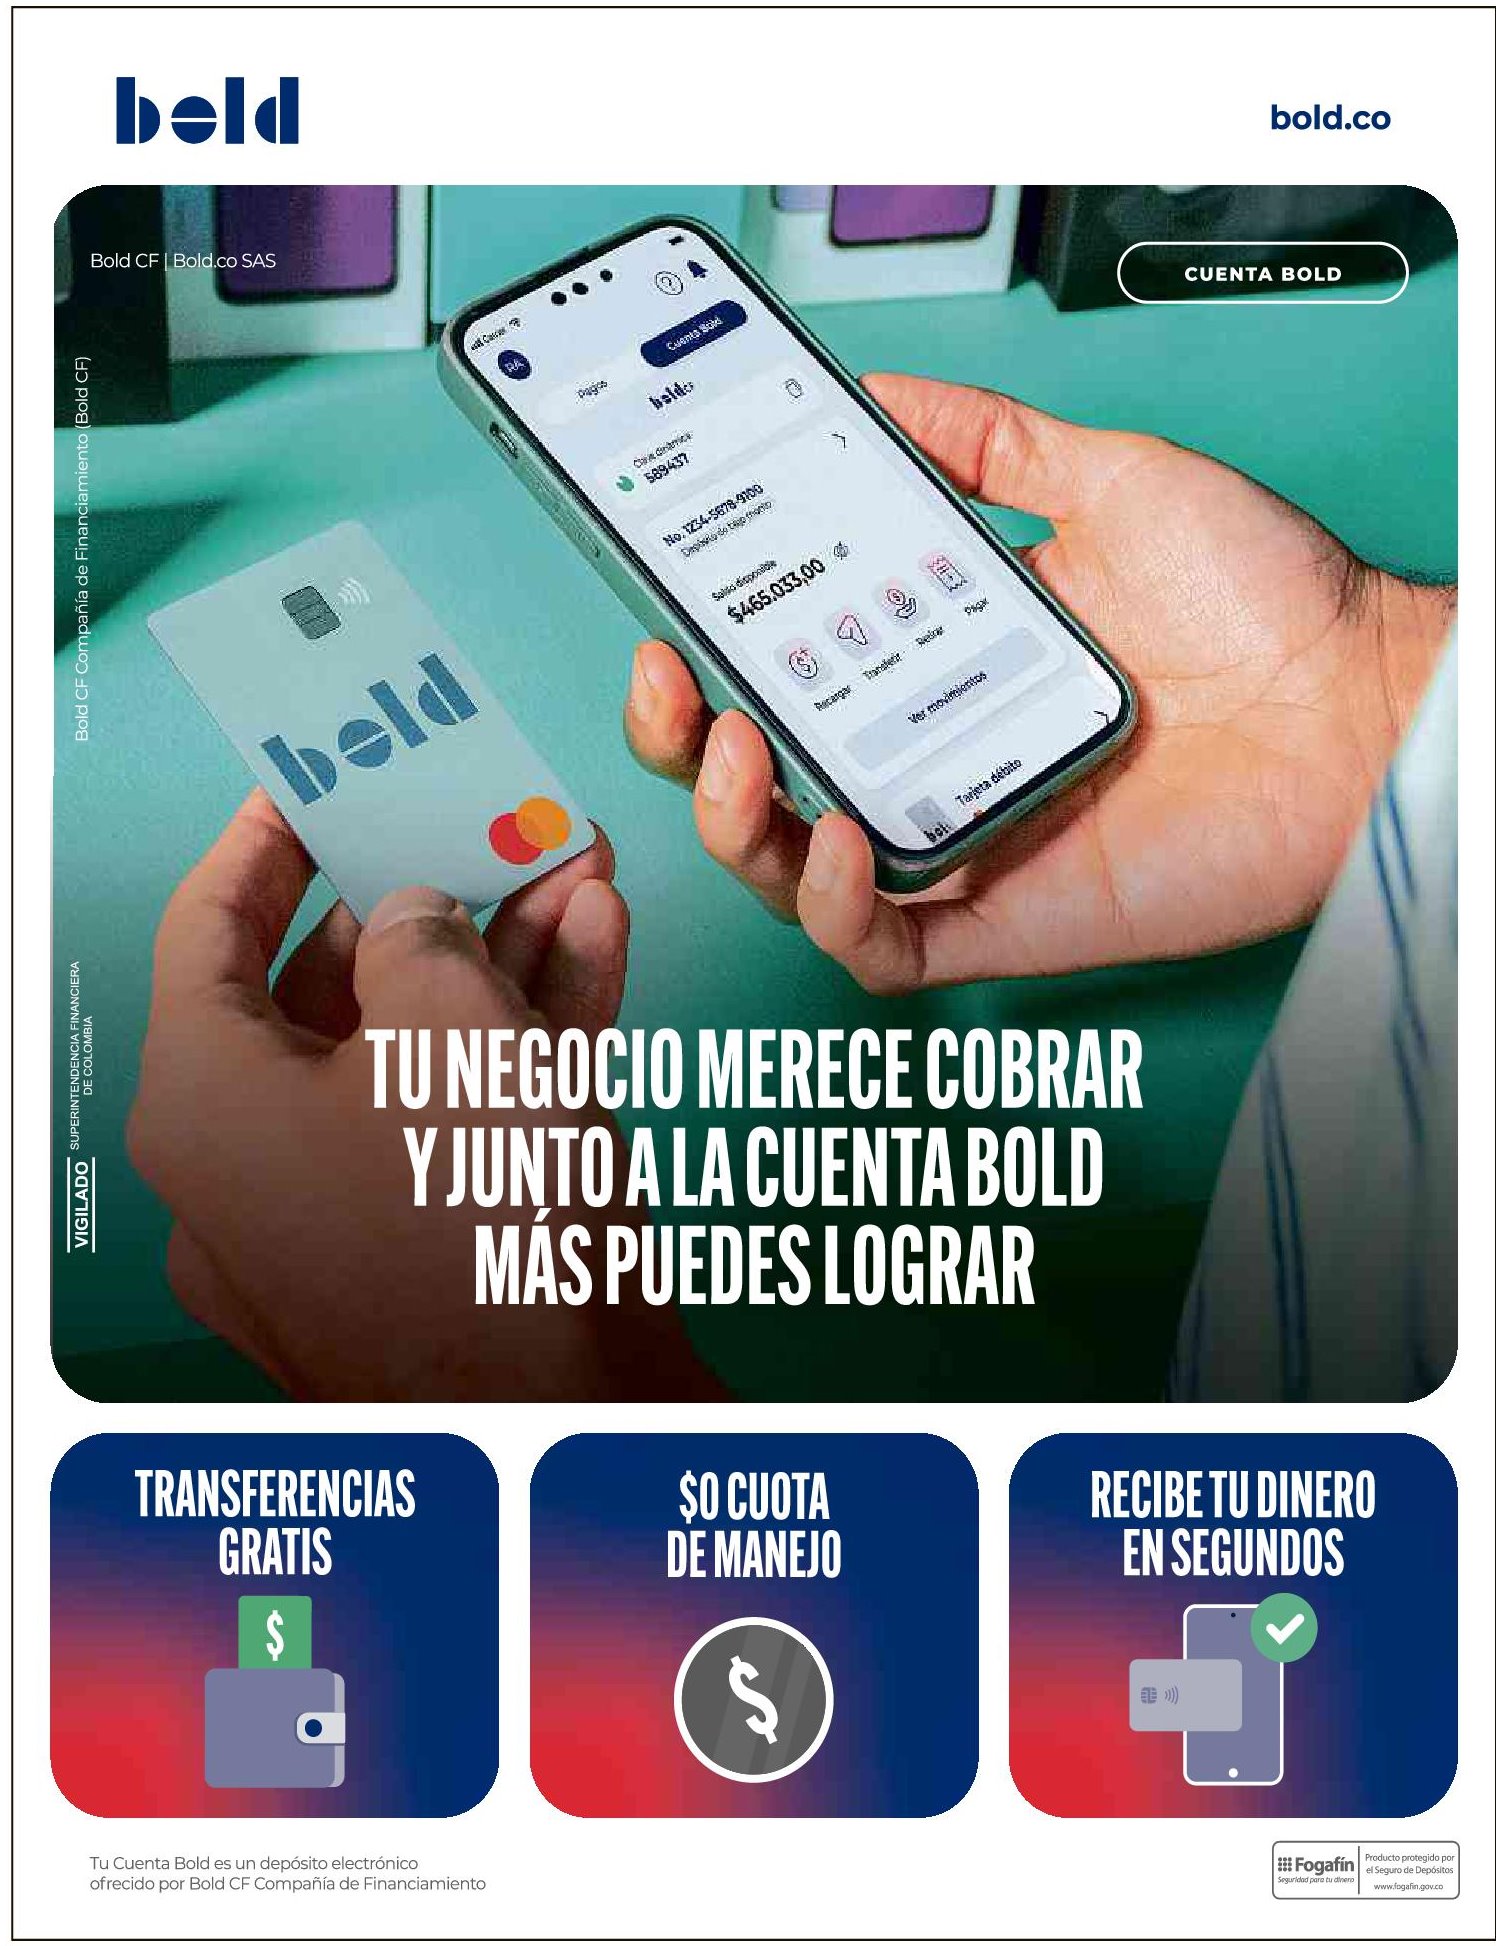 bold
bold.co
Bold CF | Bold.co SAS
CUENTA BOLD
Bold CF Compañía de Financiamiento (Bold CF)
VIGILADO
SUPERINTENDENCIA FINANCIERA
DE COLOMBIA
Carrier
RA
Pagos
Cuenta Bold
bold CF
Clave dinámica
589437
No. 1234-5678-9100
Depósito de bajo monto
Saldo disponible
$465.033,00
Recargar
Transferir
Retirar
Pagar
Ver movimientos
Tarjeta débito
bol
bold
TU NEGOCIO MERECE COBRAR
Y JUNTO A LA CUENTA BOLD
MÁS PUEDES LOGRAR
TRANSFERENCIAS
GRATIS
$
$0 CUOTA
DE MANEJO
$
RECIBE TU DINERO
EN SEGUNDOS
Tu Cuenta Bold es un depósito electrónico
ofrecido por Bold CF Compañía de Financiamiento
Fogafín
Seguridad para tu dinero
Producto protegido por
el Seguro de Depósitos
www.fogafin.gov.co